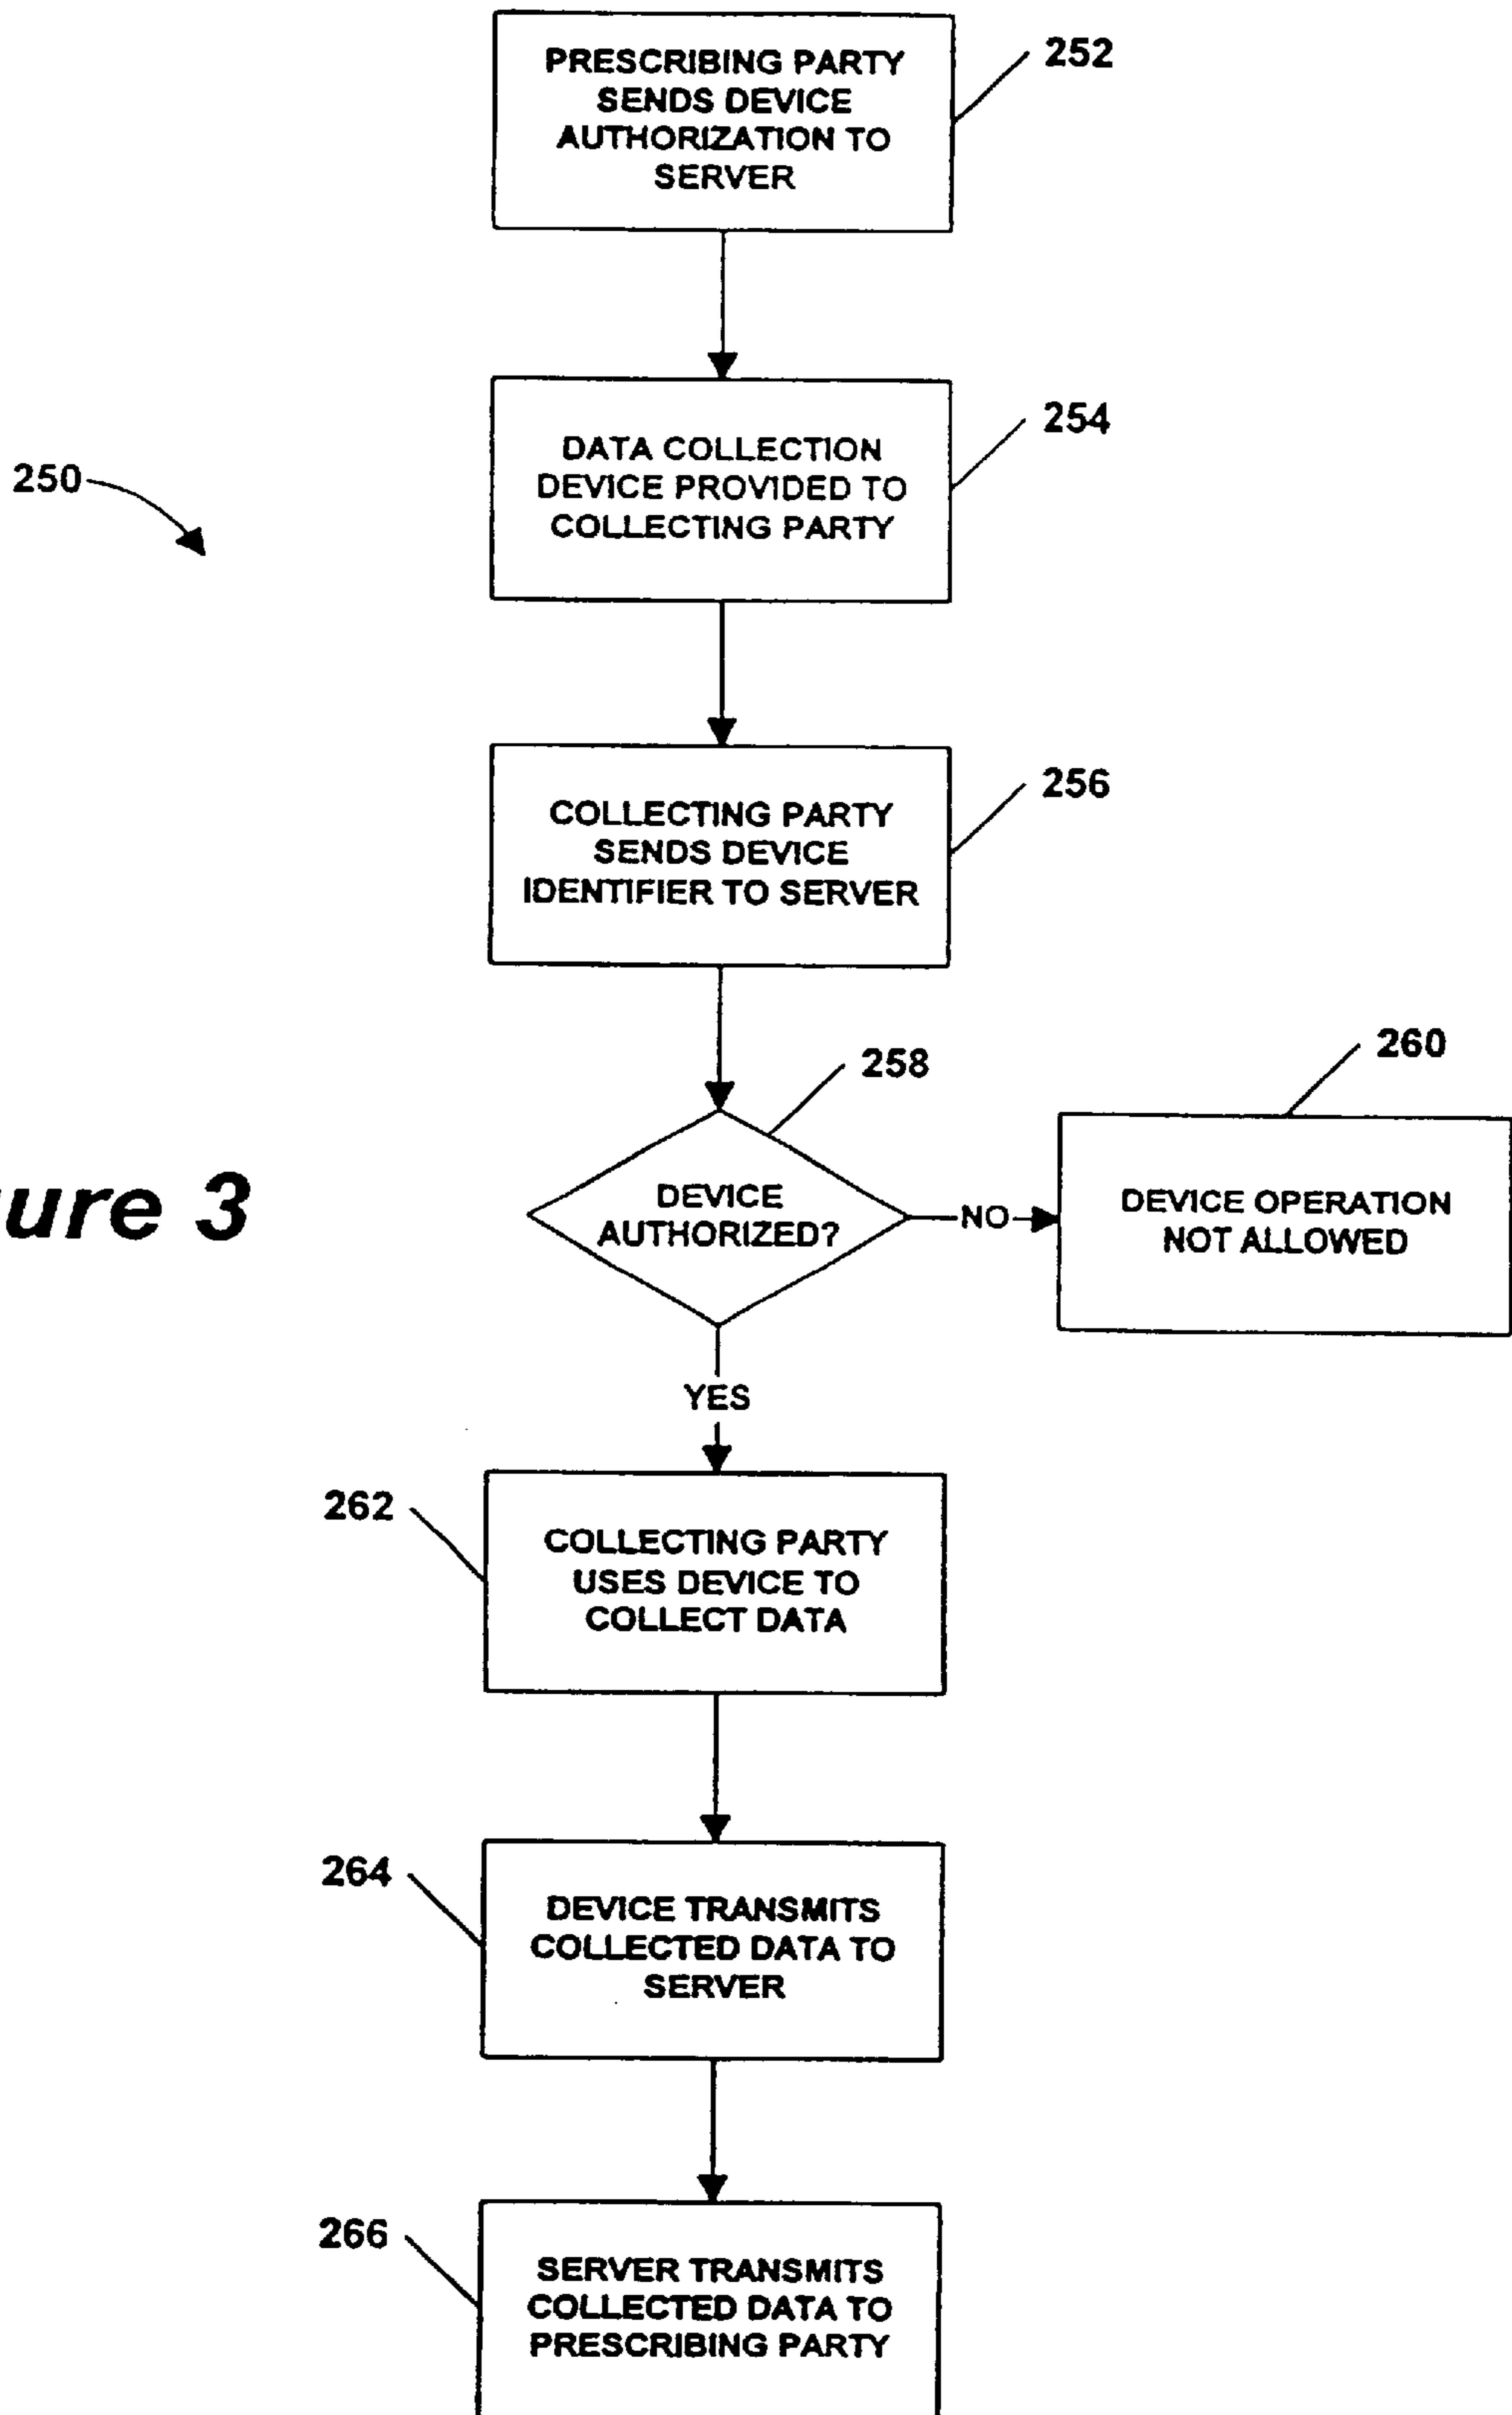 PRESCRIBING PARTY
SENDS DEVICE
AUTHORIZATION TO
SERVER
252
DATA COLLECTION
DEVICE PROVIDED TO
COLLECTING PARTY
254
250
COLLECTING PARTY
SENDS DEVICE
IDENTIFIER TO SERVER
256
258
260
DEVICE
AUTHORIZED?
NO
DEVICE OPERATION
NOT ALLOWED
ure 3
YES
262
COLLECTING PARTY
USES DEVICE TO
COLLECT DATA
264
DEVICE TRANSMITS
COLLECTED DATA TO
SERVER
266
SERVER TRANSMITS
COLLECTED DATA TO
PRESCRIBING PARTY